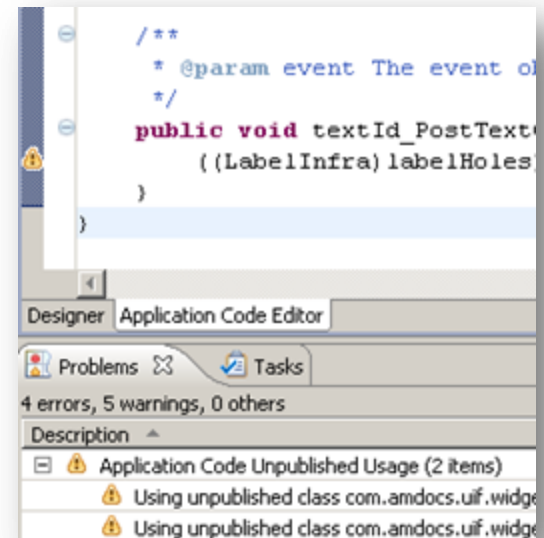 /**
* @param event The event
*/
public void
((LabelInfra)labelHoles)
}
}
Designer Application Code Editor
Problems Tasks
4 errors, 5 warnings, 0 others
Description
Application Code Unpublished Usage (2 items)
Using unpublished class com.amdocs.uif.widge
Using unpublished class com.amdocs.uif.widge